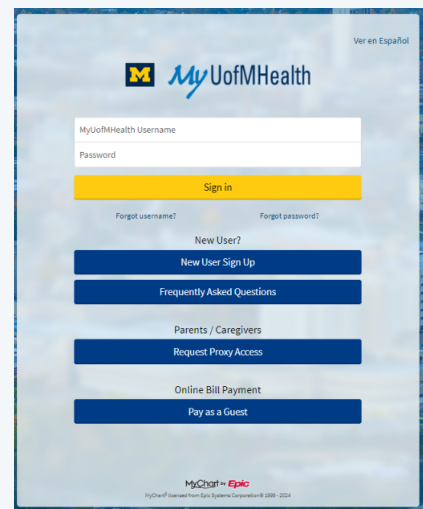 Ver en Español
M My UofMHealth
MyUofMHealth Username
Password
Sign in
Forgot username? Forgot password?
New User?
New User Sign Up
Frequently Asked Questions
Parents / Caregivers
Request Proxy Access
Online Bill Payment
Pay as a Guest
MyChart by Epic
MyChart® licensed from Epic Systems Corporation © 1999 - 2024